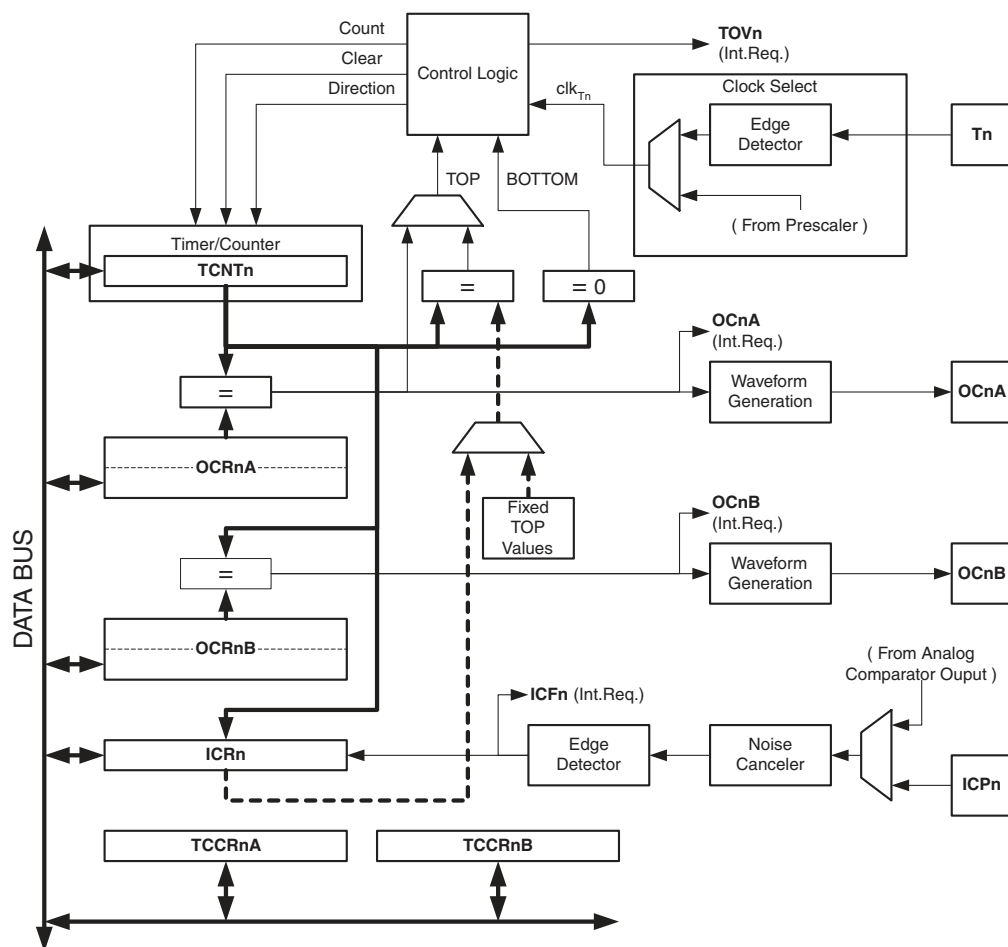 Count
TOVn
(Int.Req.)
Clear
Control Logic
Direction
clkTn
Clock Select
Edge
Detector
Tn
TOP
BOTTOM
( From Prescaler )
Timer/Counter
TCNTn
=
= 0
OCnA
(Int.Req.)
=
Waveform
Generation
OCnA
OCRnA
Fixed
TOP
Values
OCnB
(Int.Req.)
=
Waveform
Generation
OCnB
DATA BUS
OCRnB
( From Analog
Comparator Ouput )
ICFn (Int.Req.)
ICRn
Edge
Detector
Noise
Canceler
ICPn
TCCRnA
TCCRnB